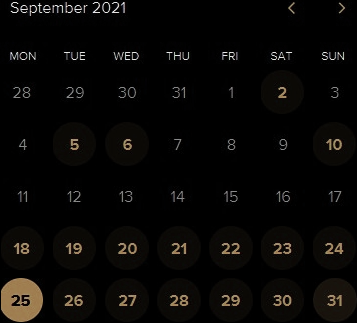 September 2021
MON TUE WED THU FRI SAT SUN
28 29 30 31 1 2 3
4 5 6 7 8 9 10
11 12 13 14 15 16 17
18 19 20 21 22 23 24
25 26 27 28 29 30 31